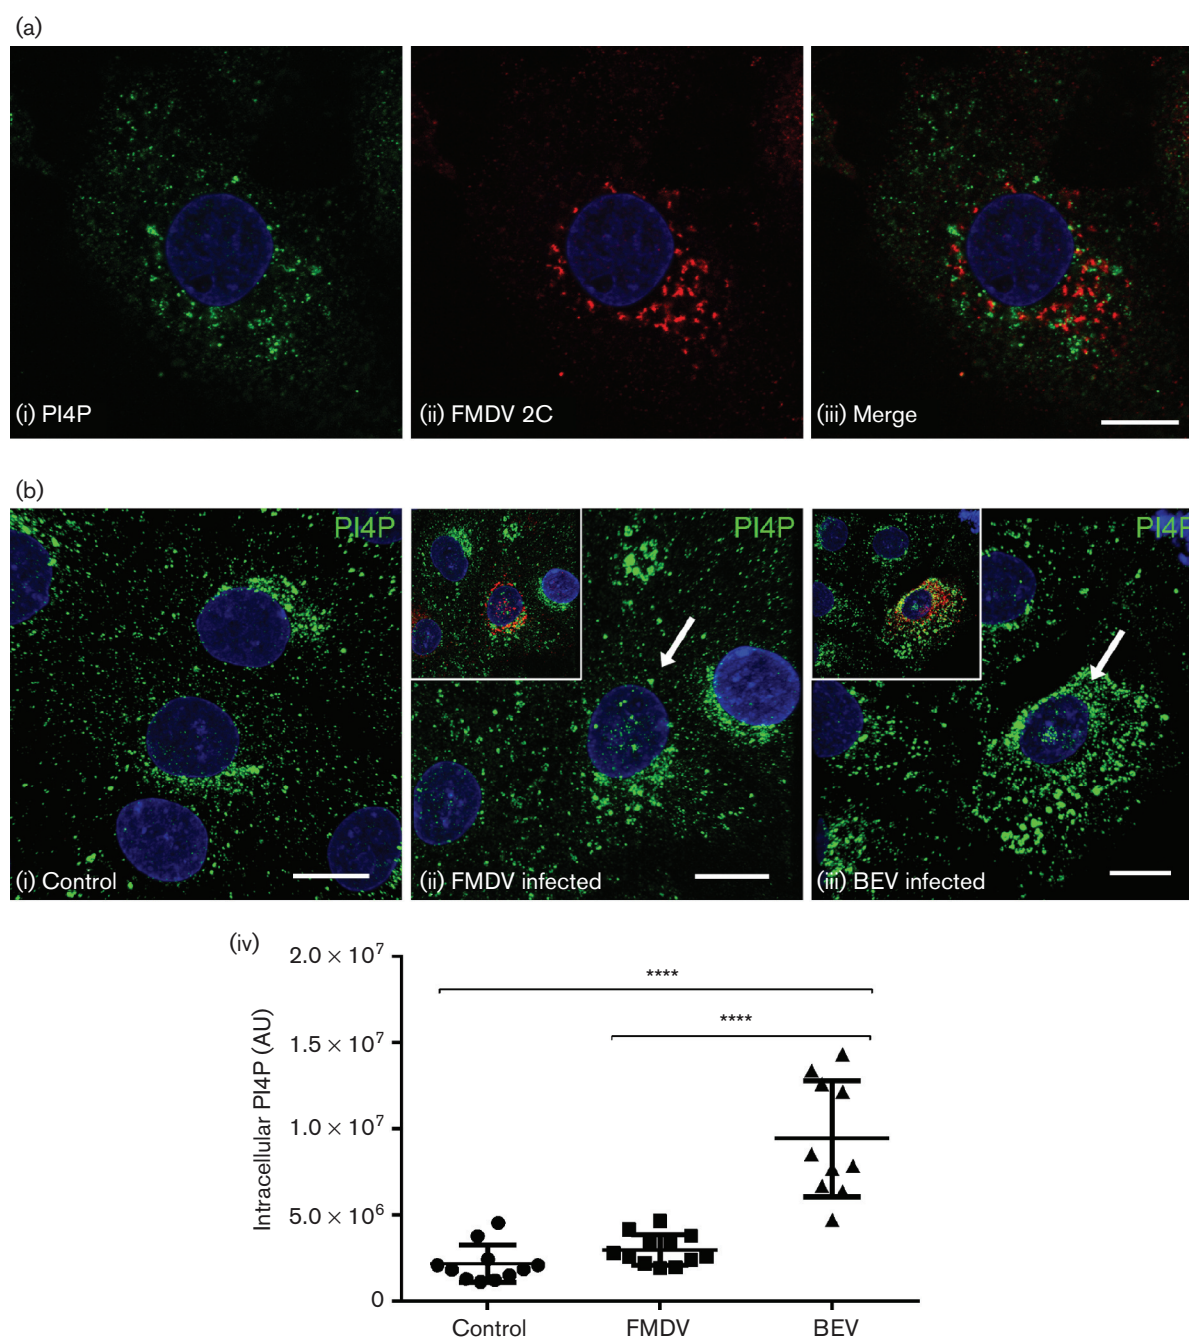 (a)
(i) PI4P
(ii) FMDV 2C
(iii) Merge
(b)
PI4P
PI4P
PI4P
(i) Control
(ii) FMDV infected
(iii) BEV infected
(iv)
Intracellular PI4P (AU)
2.0 × 10⁷
1.5 × 10⁷
1.0 × 10⁷
5.0 × 10⁶
0
****
****
Control
FMDV
BEV